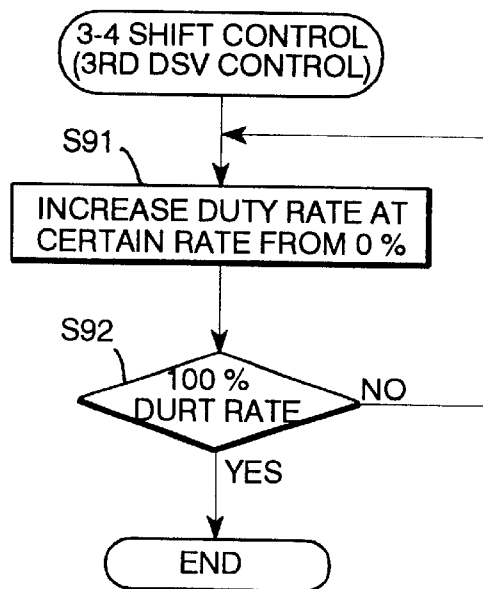 3-4 SHIFT CONTROL
(3RD DSV CONTROL)
S91
INCREASE DUTY RATE AT
CERTAIN RATE FROM 0 %
S92
100 %
DURT RATE
NO
YES
END